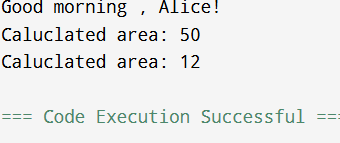 Good morning , Alice!
Caluclated area: 50
Caluclated area: 12
=== Code Execution Successful ===